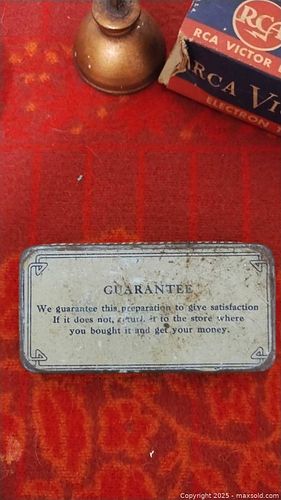 RCA
RCA VICTOR
RCA VI
ELECTRON
GUARANTEE
We guarantee this preparation to give satisfaction
If it does not, return it to the store where
you bought it and get your money.
Copyright 2025 - maxsold.com